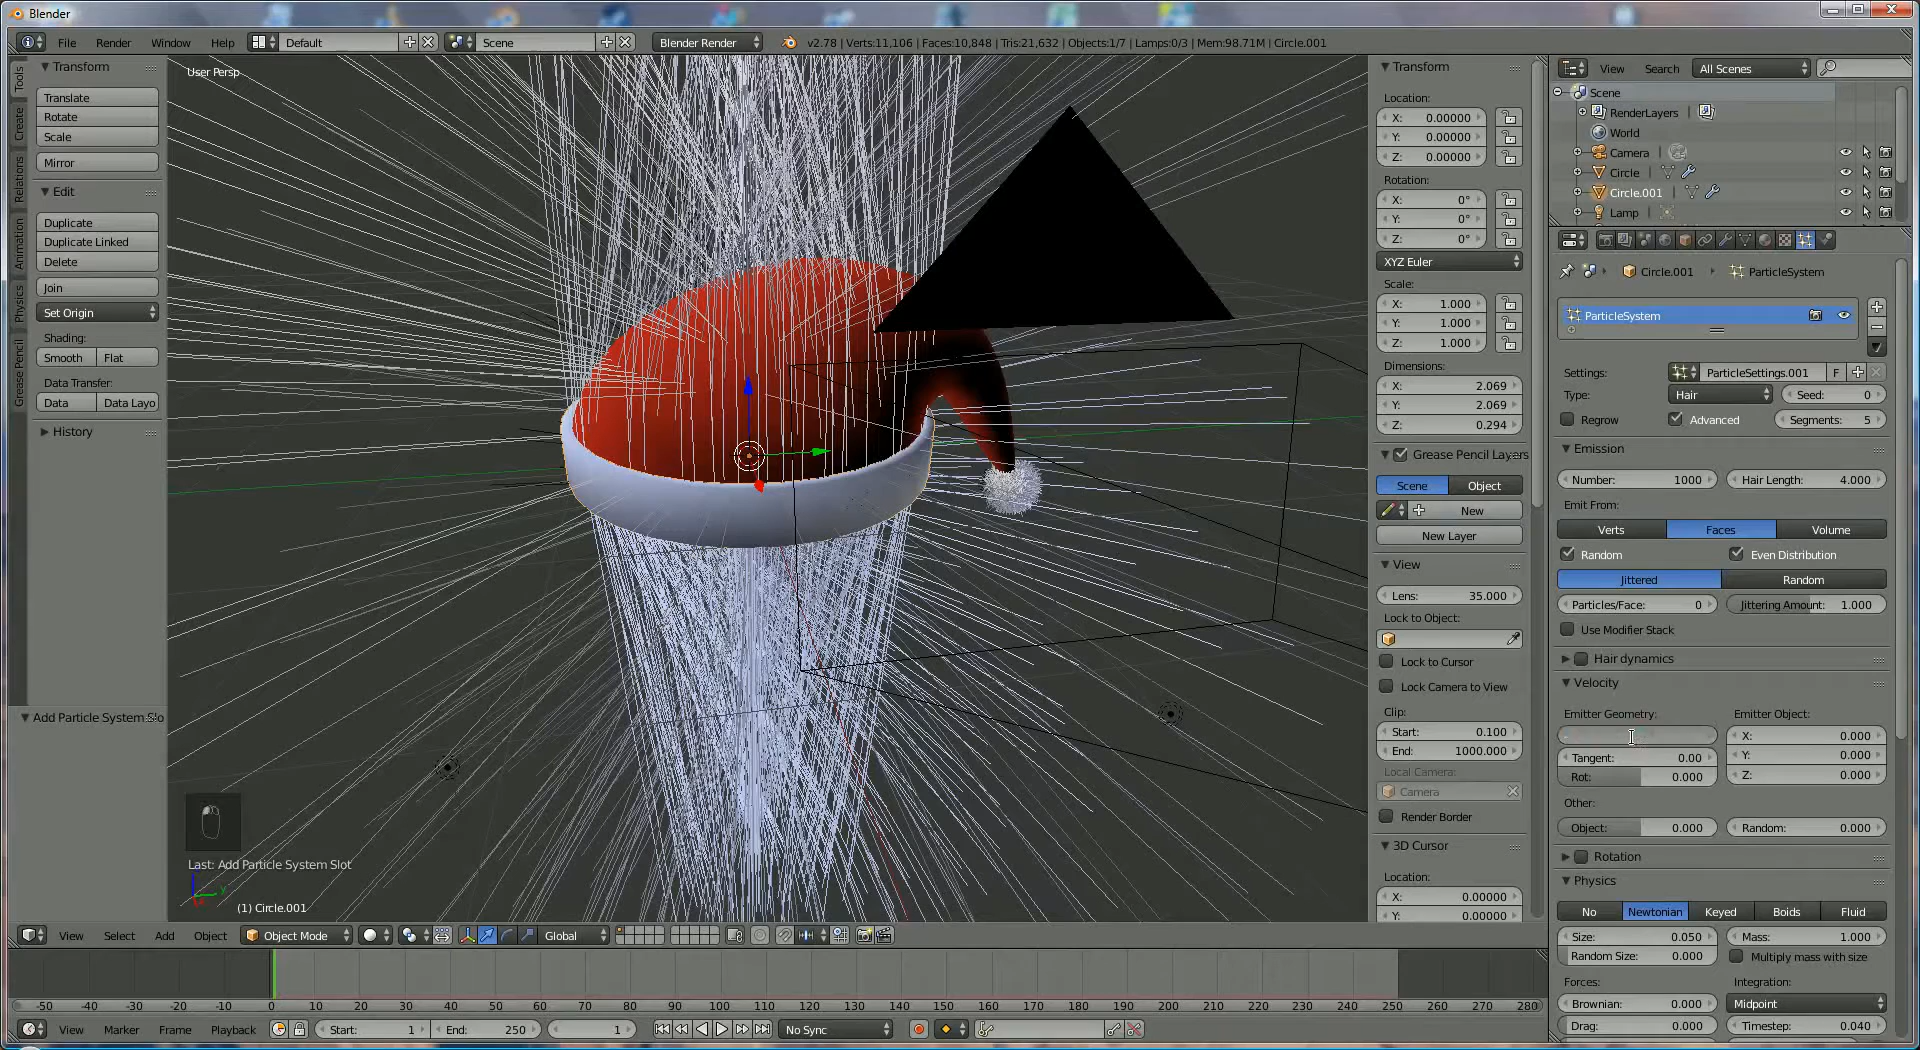 Blender
File Render Window Help Default Scene Blender Render v2.78 | Verts:11,106 | Faces:10,848 | Tris:21,632 | Objects:1/7 | Lamps:0/3 | Mem:98.71M | Circle.001
Tools
Create
Relations
Animation
Physics
Grease Pencil
Transform
Translate
Rotate
Scale
Mirror
Edit
Duplicate
Duplicate Linked
Delete
Join
Set Origin
Shading:
Smooth Flat
Data Transfer:
Data Data Layo
History
Add Particle System Slo
User Persp
Last: Add Particle System Slot
(1) Circle.001
Transform
Location:
X: 0.00000
Y: 0.00000
Z: 0.00000
Rotation:
X: 0°
Y: 0°
Z: 0°
XYZ Euler
Scale:
X: 1.000
Y: 1.000
Z: 1.000
Dimensions:
X: 2.069
Y: 2.069
Z: 0.294
Grease Pencil Layers
Scene Object
New
New Layer
View
Lens: 35.000
Lock to Object:
Lock to Cursor
Lock Camera to View
Clip:
Start: 0.100
End: 1000.000
Local Camera:
Camera
Render Border
3D Cursor
Location:
X: 0.00000
Y: 0.00000
View Search All Scenes
Scene
RenderLayers
World
Camera
Circle
Circle.001
Lamp
Circle.001 ParticleSystem
ParticleSystem
Settings: ParticleSettings.001 F
Type: Hair Seed: 0
Regrow Advanced Segments: 5
Emission
Number: 1000 Hair Length: 4.000
Emit From:
Verts Faces Volume
Random Even Distribution
Jittered Random
Particles/Face: 0 Jittering Amount: 1.000
Use Modifier Stack
Hair dynamics
Velocity
Emitter Geometry: Emitter Object:
X: 0.000
Tangent: 0.00 Y: 0.000
Rot: 0.000 Z: 0.000
Other:
Object: 0.000 Random: 0.000
Rotation
Physics
No Newtonian Keyed Boids Fluid
Size: 0.050 Mass: 1.000
Random Size: 0.000 Multiply mass with size
Forces: Integration:
Brownian: 0.000 Midpoint
Drag: 0.000 Timestep: 0.040
View Select Add Object Object Mode Global
-50 -40 -30 -20 -10 0 10 20 30 40 50 60 70 80 90 100 110 120 130 140 150 160 170 180 190 200 210 220 230 240 250 260 270 280
View Marker Frame Playback Start: 1 End: 250 1 No Sync